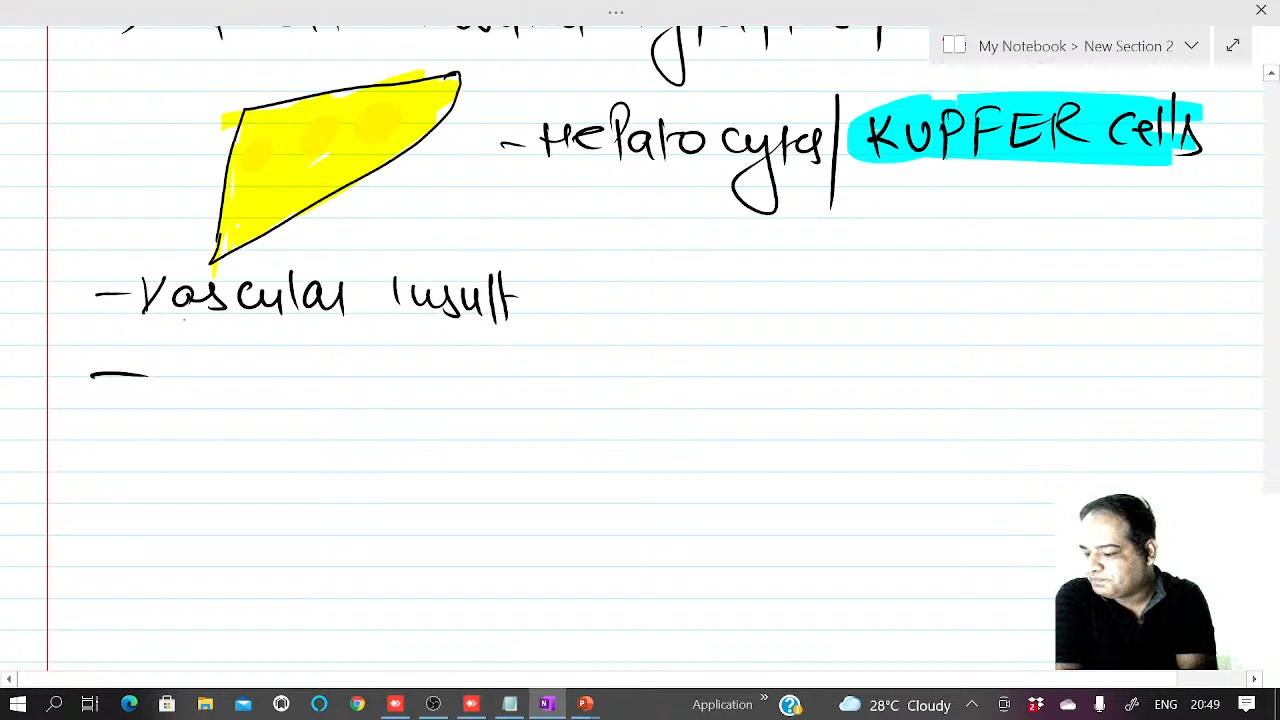 My Notebook > New Section 2
- Hepatocytes | KUPFER cells
- Vascular Insult
Application
28°C Cloudy
ENG
20:49